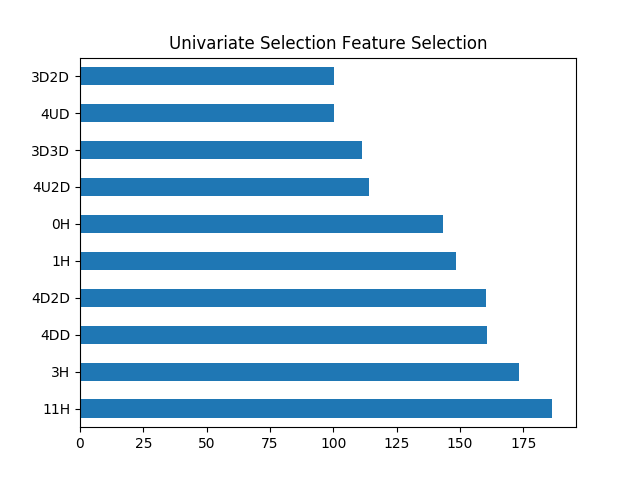 Univariate Selection Feature Selection
3D2D
4UD
3D3D
4U2D
0H
1H
4D2D
4DD
3H
11H
0 25 50 75 100 125 150 175